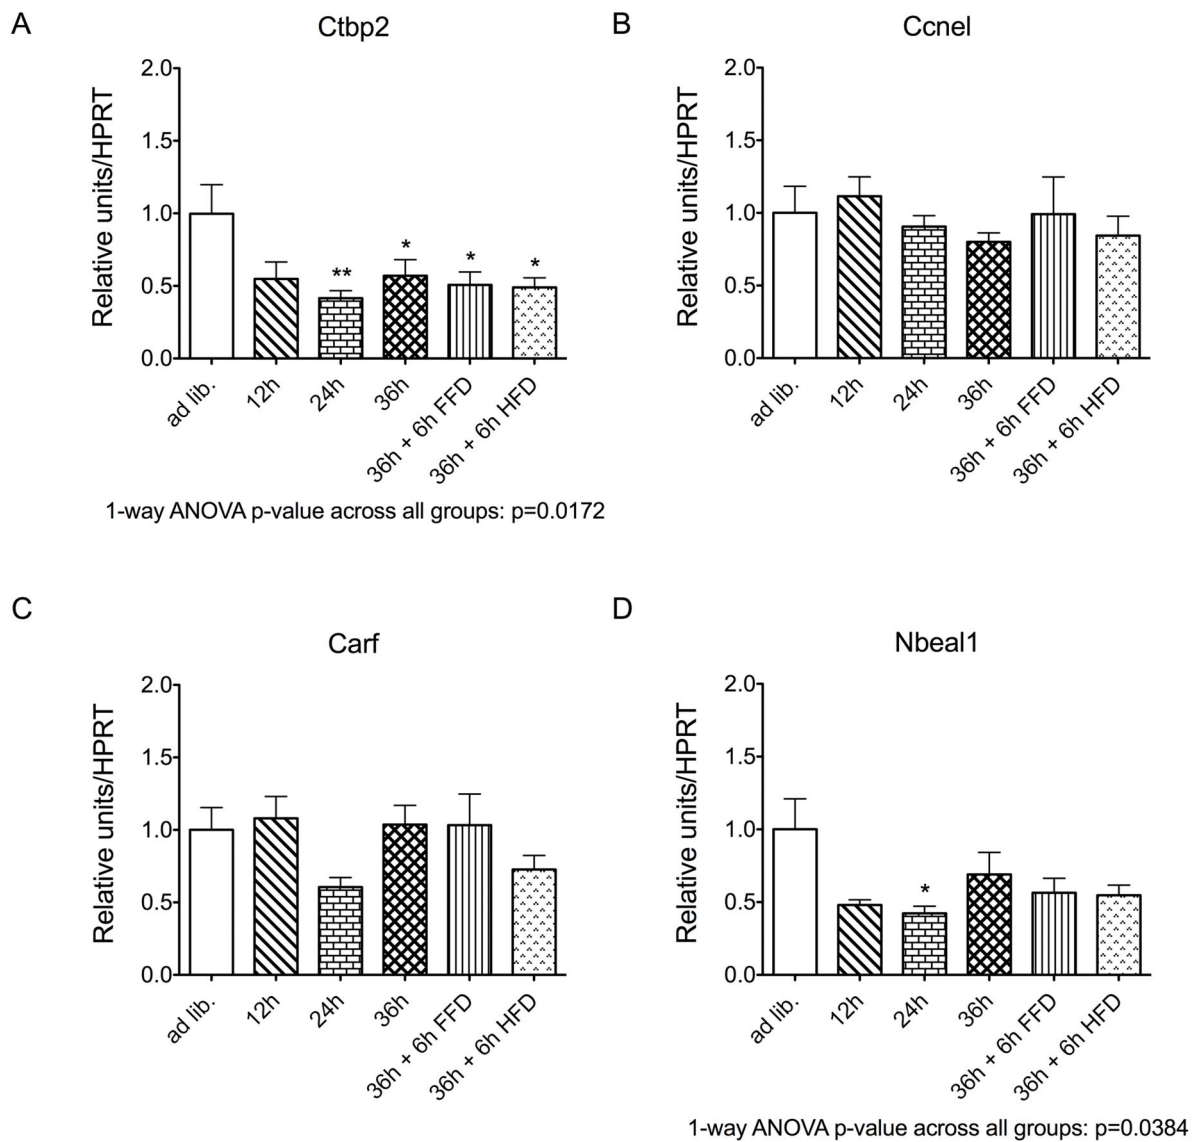 A
Ctbp2
Relative units/HPRT
2.0
1.5
1.0
0.5
0.0
**
*
*
*
ad lib.
12h
24h
36h
36h + 6h FFD
36h + 6h HFD
1-way ANOVA p-value across all groups: p=0.0172
B
Ccnel
Relative units/HPRT
2.0
1.5
1.0
0.5
0.0
ad lib.
12h
24h
36h
36h + 6h FFD
36h + 6h HFD
C
Carf
Relative units/HPRT
2.0
1.5
1.0
0.5
0.0
ad lib.
12h
24h
36h
36h + 6h FFD
36h + 6h HFD
D
Nbeal1
Relative units/HPRT
2.0
1.5
1.0
0.5
0.0
*
ad lib.
12h
24h
36h
36h + 6h FFD
36h + 6h HFD
1-way ANOVA p-value across all groups: p=0.0384